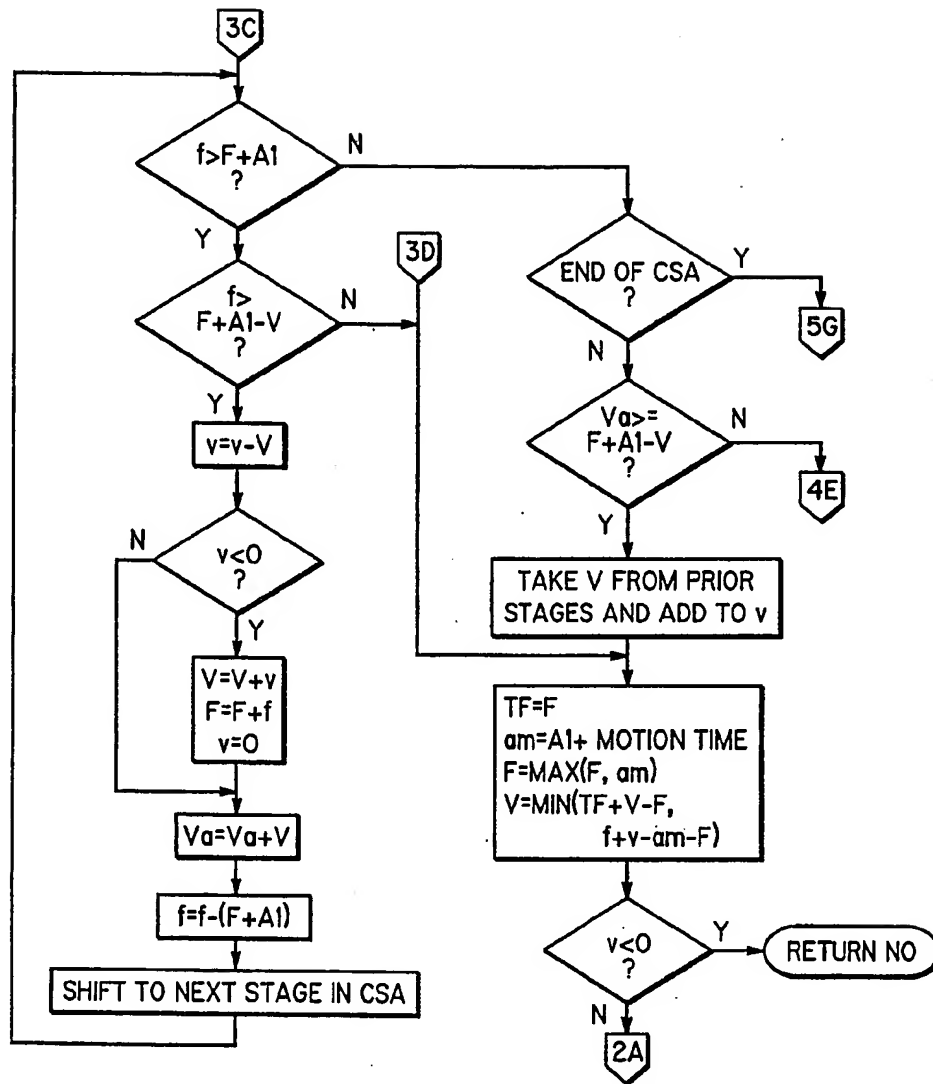 3C
f>F+A1
?
N
Y
3D
f>
F+A1-V
?
N
Y
v=v-V
N
v<0
?
Y
V=V+v
F=F+f
v=0
Va=Va+V
f=f-(F+A1)
SHIFT TO NEXT STAGE IN CSA
END OF CSA
?
Y
5G
N
Va>=
F+A1-V
?
N
4E
Y
TAKE V FROM PRIOR
STAGES AND ADD TO v
TF=F
am=A1+ MOTION TIME
F=MAX(F, am)
V=MIN(TF+V-F,
f+v-am-F)
v<0
?
Y
RETURN NO
N
2A